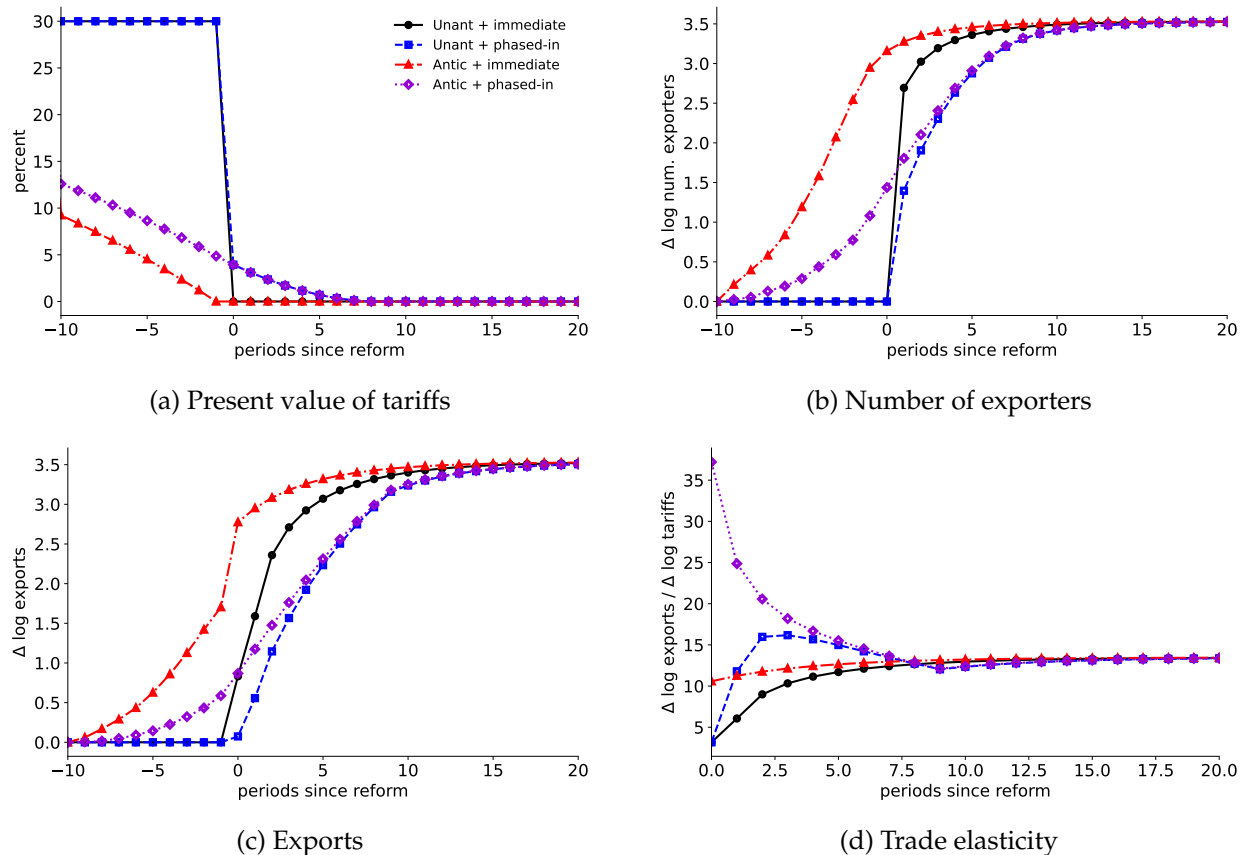 30
25
20
15
10
5
0
percent
−10 −5 0 5 10 15 20
periods since reform
Unant + immediate
Unant + phased-in
Antic + immediate
Antic + phased-in
(a) Present value of tariffs
3.5
3.0
2.5
2.0
1.5
1.0
0.5
0.0
Δ log num. exporters
−10 −5 0 5 10 15 20
periods since reform
(b) Number of exporters
3.5
3.0
2.5
2.0
1.5
1.0
0.5
0.0
Δ log exports
−10 −5 0 5 10 15 20
periods since reform
(c) Exports
35
30
25
20
15
10
5
Δ log exports / Δ log tariffs
0.0 2.5 5.0 7.5 10.0 12.5 15.0 17.5 20.0
periods since reform
(d) Trade elasticity